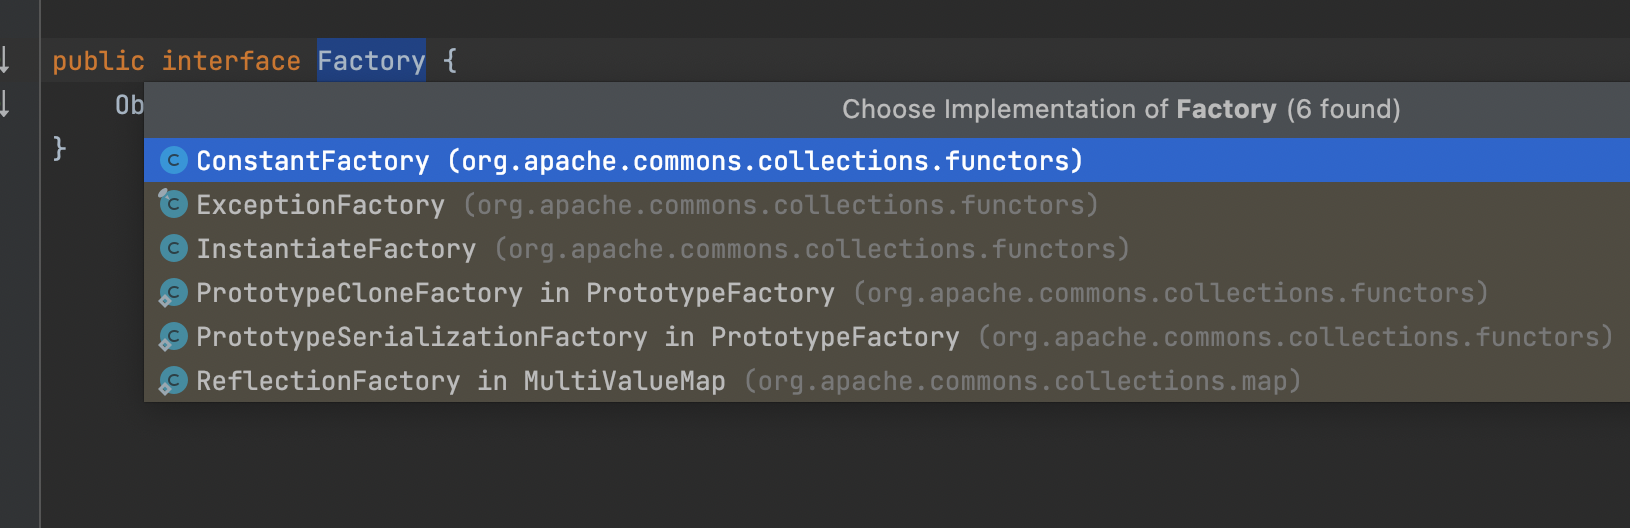 public interface Factory {
Choose Implementation of Factory (6 found)
Ob
}
C ConstantFactory (org.apache.commons.collections.functors)
C ExceptionFactory (org.apache.commons.collections.functors)
C InstantiateFactory (org.apache.commons.collections.functors)
C PrototypeCloneFactory in PrototypeFactory (org.apache.commons.collections.functors)
C PrototypeSerializationFactory in PrototypeFactory (org.apache.commons.collections.functors)
C ReflectionFactory in MultiValueMap (org.apache.commons.collections.map)